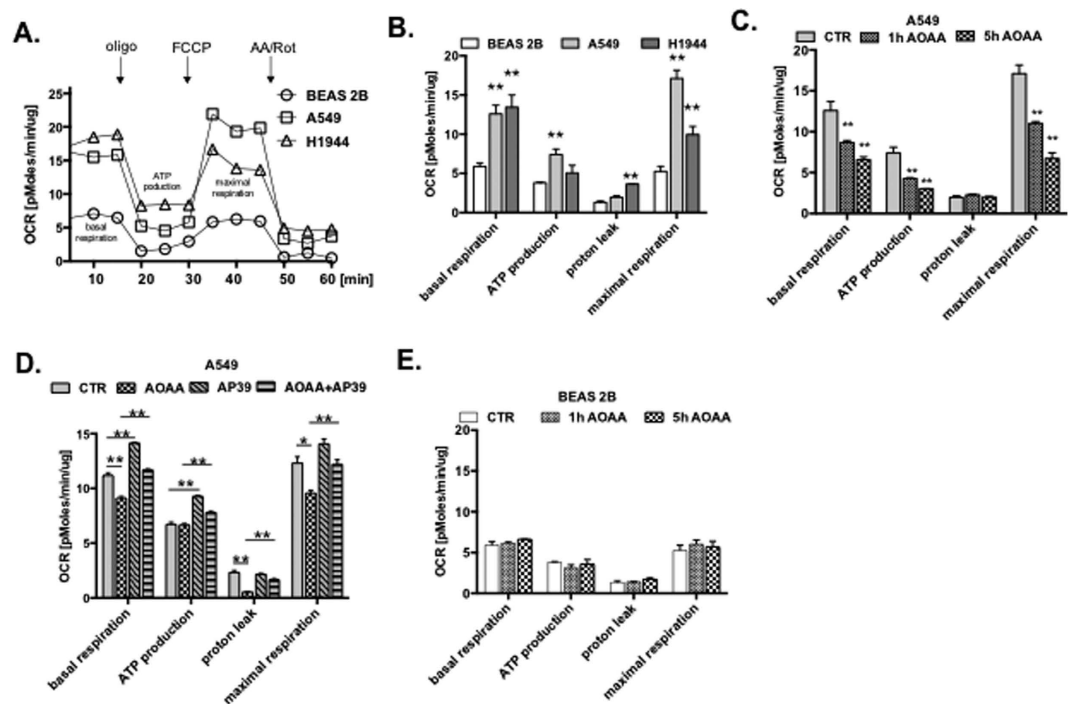 A.
oligo FCCP AA/Rot
OCR [pMoles/min/ug]
25
20
15
10
5
0
BEAS 2B
A549
H1944
ATP
poduction
maximal
respiration
basal
respiration
10 20 30 40 50 60 [min]
B.
BEAS 2B A549 H1944
OCR [pMoles/min/ug]
20
15
10
5
0
** ** ** ** ** **
basal respiration
ATP production
proton leak
maximal respiration
C.
A549
CTR 1h AOAA 5h AOAA
OCR [pMoles/min/ug]
20
15
10
5
0
** ** ** ** ** **
basal respiration
ATP production
proton leak
maximal respiration
D.
A549
CTR AOAA AP39 AOAA+AP39
OCR [pMoles/min/ug]
15
10
5
0
** ** ** ** ** ** ** * **
basal respiration
ATP production
proton leak
maximal respiration
E.
BEAS 2B
CTR 1h AOAA 5h AOAA
OCR [pMoles/min/ug]
20
15
10
5
0
basal respiration
ATP production
proton leak
maximal respiration